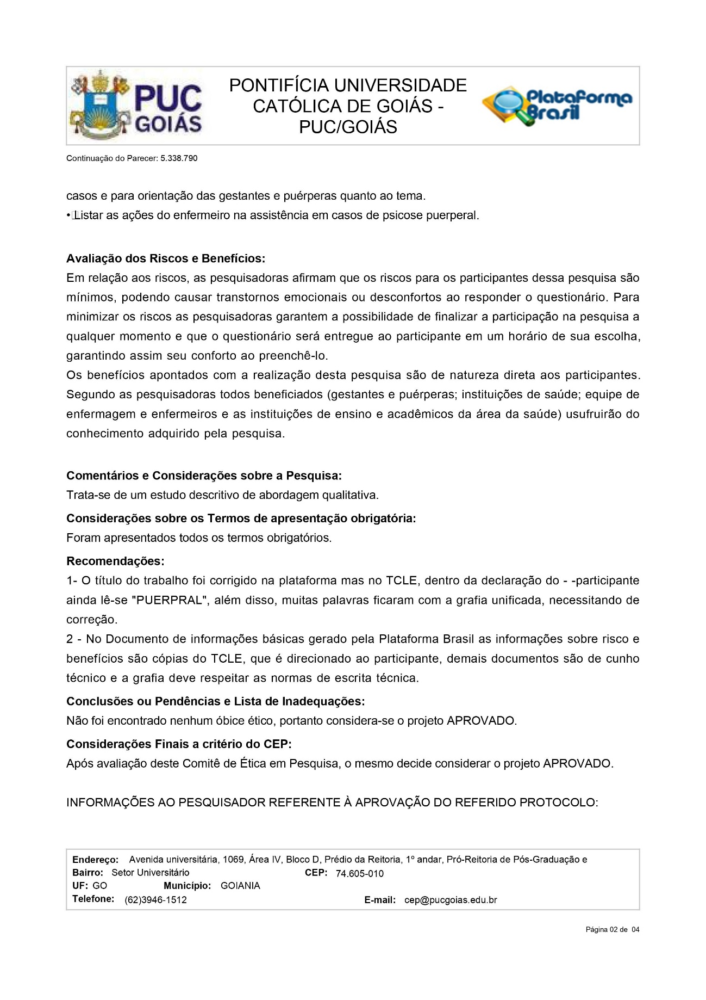 PUC
GOIÁS
PONTIFÍCIA UNIVERSIDADE
CATÓLICA DE GOIÁS -
PUC/GOIÁS
Plataforma
Brasil
Continuação do Parecer: 5.338.790
casos e para orientação das gestantes e puérperas quanto ao tema.
• Listar as ações do enfermeiro na assistência em casos de psicose puerperal.
Avaliação dos Riscos e Benefícios:
Em relação aos riscos, as pesquisadoras afirmam que os riscos para os participantes dessa pesquisa são
mínimos, podendo causar transtornos emocionais ou desconfortos ao responder o questionário. Para
minimizar os riscos as pesquisadoras garantem a possibilidade de finalizar a participação na pesquisa a
qualquer momento e que o questionário será entregue ao participante em um horário de sua escolha,
garantindo assim seu conforto ao preenchê-lo.
Os benefícios apontados com a realização desta pesquisa são de natureza direta aos participantes.
Segundo as pesquisadoras todos beneficiados (gestantes e puérperas; instituições de saúde; equipe de
enfermagem e enfermeiros e as instituições de ensino e acadêmicos da área da saúde) usufruirão do
conhecimento adquirido pela pesquisa.
Comentários e Considerações sobre a Pesquisa:
Trata-se de um estudo descritivo de abordagem qualitativa.
Considerações sobre os Termos de apresentação obrigatória:
Foram apresentados todos os termos obrigatórios.
Recomendações:
1- O título do trabalho foi corrigido na plataforma mas no TCLE, dentro da declaração do - -participante
ainda lê-se "PUERPRAL", além disso, muitas palavras ficaram com a grafia unificada, necessitando de
correção.
2 - No Documento de informações básicas gerado pela Plataforma Brasil as informações sobre risco e
benefícios são cópias do TCLE, que é direcionado ao participante, demais documentos são de cunho
técnico e a grafia deve respeitar as normas de escrita técnica.
Conclusões ou Pendências e Lista de Inadequações:
Não foi encontrado nenhum óbice ético, portanto considera-se o projeto APROVADO.
Considerações Finais a critério do CEP:
Após avaliação deste Comitê de Ética em Pesquisa, o mesmo decide considerar o projeto APROVADO.
INFORMAÇÕES AO PESQUISADOR REFERENTE À APROVAÇÃO DO REFERIDO PROTOCOLO:
Endereço: Avenida universitária, 1069, Área IV, Bloco D, Prédio da Reitoria, 1º andar, Pró-Reitoria de Pós-Graduação e
Bairro: Setor Universitário CEP: 74.605-010
UF: GO Município: GOIANIA
Telefone: (62)3946-1512 E-mail: cep@pucgoias.edu.br
Página 02 de 04